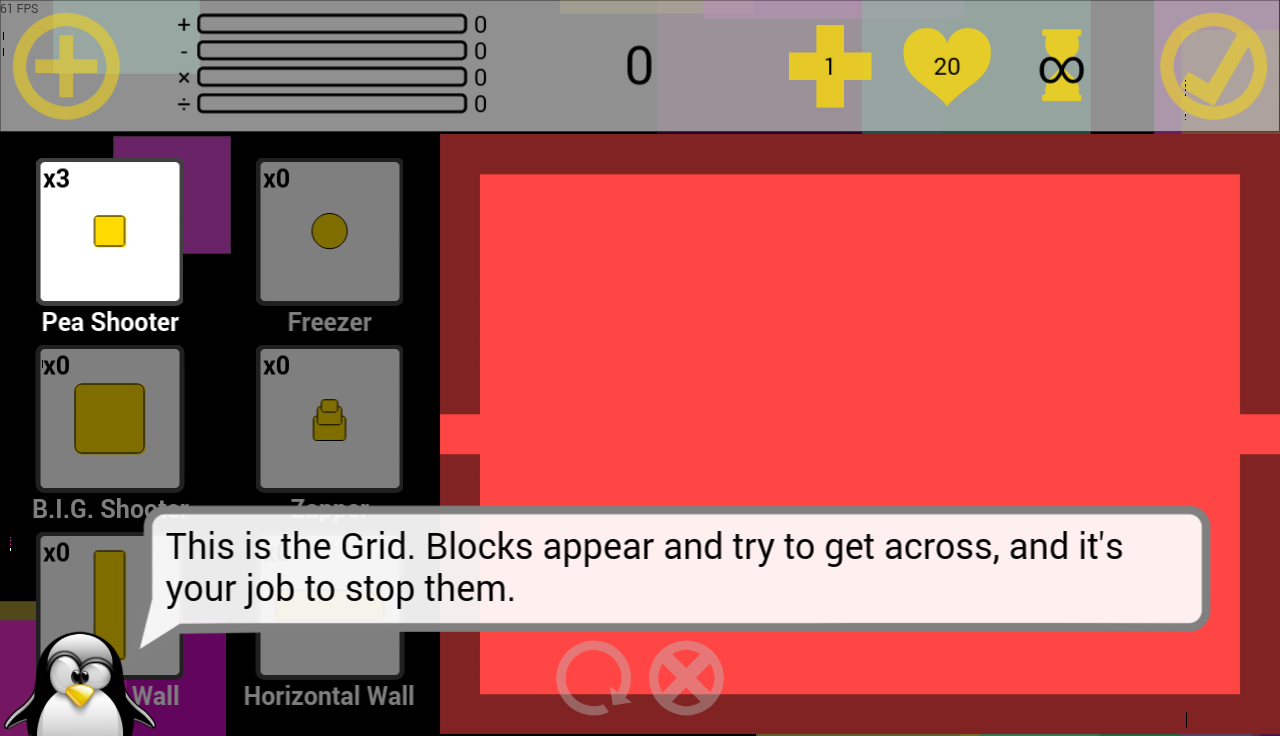 61 FPS
+ 0
- 0
× 0
÷ 0
0
1
20
∞
x3
x0
Pea Shooter
Freezer
x0
x0
B.I.G. Shooter
Zapper
This is the Grid. Blocks appear and try to get across, and it's
your job to stop them.
x0
Wall
Horizontal Wall